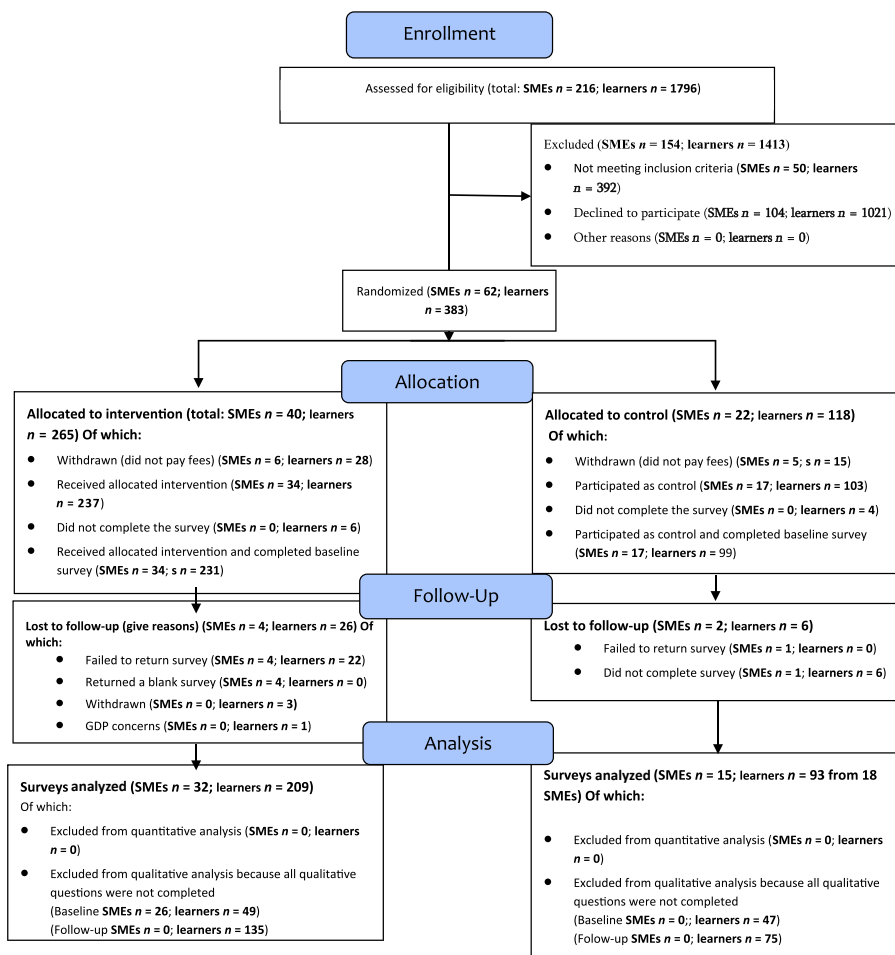 Enrollment
Assessed for eligibility (total: SMEs n = 216; learners n = 1796)
Excluded (SMEs n = 154; learners n = 1413)
● Not meeting inclusion criteria (SMEs n = 50; learners
n = 392)
● Declined to participate (SMEs n = 104; learners n = 1021)
● Other reasons (SMEs n = 0; learners n = 0)
Randomized (SMEs n = 62; learners
n = 383)
Allocation
Allocated to intervention (total: SMEs n = 40; learners
n = 265) Of which:
● Withdrawn (did not pay fees) (SMEs n = 6; learners n = 28)
● Received allocated intervention (SMEs n = 34; learners
n = 237)
● Did not complete the survey (SMEs n = 0; learners n = 6)
● Received allocated intervention and completed baseline
survey (SMEs n = 34; s n = 231)
Allocated to control (SMEs n = 22; learners n = 118)
Of which:
● Withdrawn (did not pay fees) (SMEs n = 5; s n = 15)
● Participated as control (SMEs n = 17; learners n = 103)
● Did not complete the survey (SMEs n = 0; learners n = 4)
● Participated as control and completed baseline survey
(SMEs n = 17; learners n = 99)
Follow-Up
Lost to follow-up (give reasons) (SMEs n = 4; learners n = 26) Of
which:
● Failed to return survey (SMEs n = 4; learners n = 22)
● Returned a blank survey (SMEs n = 4; learners n = 0)
● Withdrawn (SMEs n = 0; learners n = 3)
● GDP concerns (SMEs n = 0; learners n = 1)
Lost to follow-up (SMEs n = 2; learners n = 6)
● Failed to return survey (SMEs n = 1; learners n = 0)
● Did not complete survey (SMEs n = 1; learners n = 6)
Analysis
Surveys analyzed (SMEs n = 32; learners n = 209)
Of which:
● Excluded from quantitative analysis (SMEs n = 0; learners
n = 0)
● Excluded from qualitative analysis because all qualitative
questions were not completed
(Baseline SMEs n = 26; learners n = 49)
(Follow-up SMEs n = 0; learners n = 135)
Surveys analyzed (SMEs n = 15; learners n = 93 from 18
SMEs) Of which:
● Excluded from quantitative analysis (SMEs n = 0; learners
n = 0)
● Excluded from qualitative analysis because all qualitative
questions were not completed
(Baseline SMEs n = 0;; learners n = 47)
(Folow-up SMEs n = 0; learners n = 75)